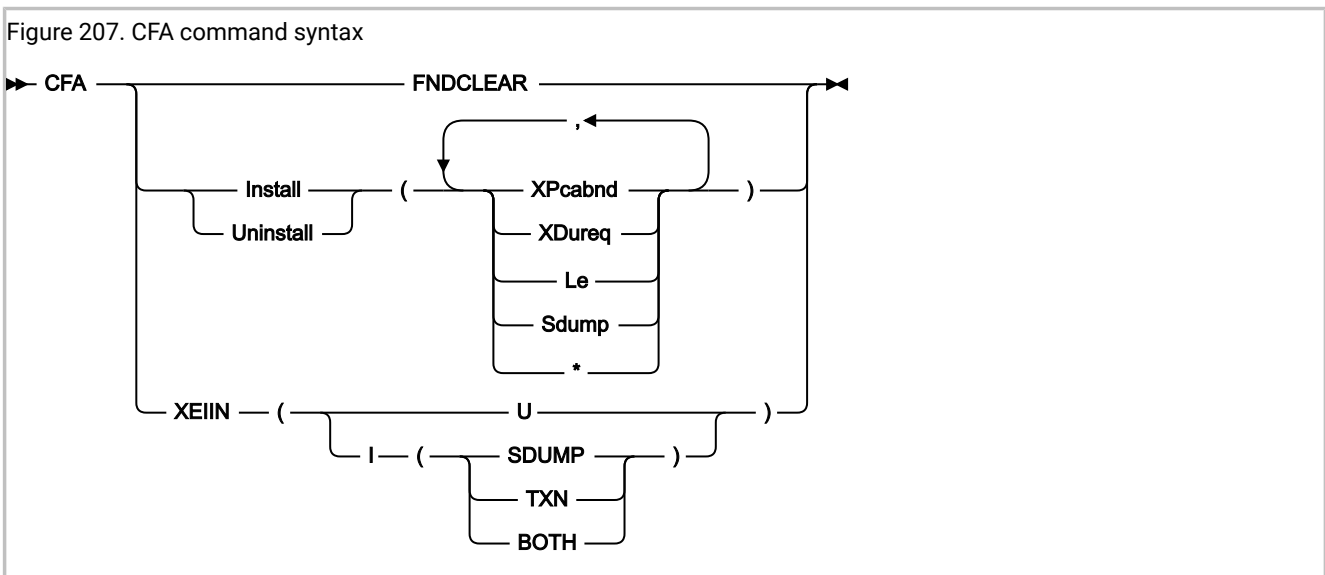 Figure 207. CFA command syntax
CFA FNDCLEAR
,
Install ( XPcabnd )
Uninstall XDureq
Le
Sdump
*
XEIIN ( U )
I ( SDUMP )
TXN
BOTH